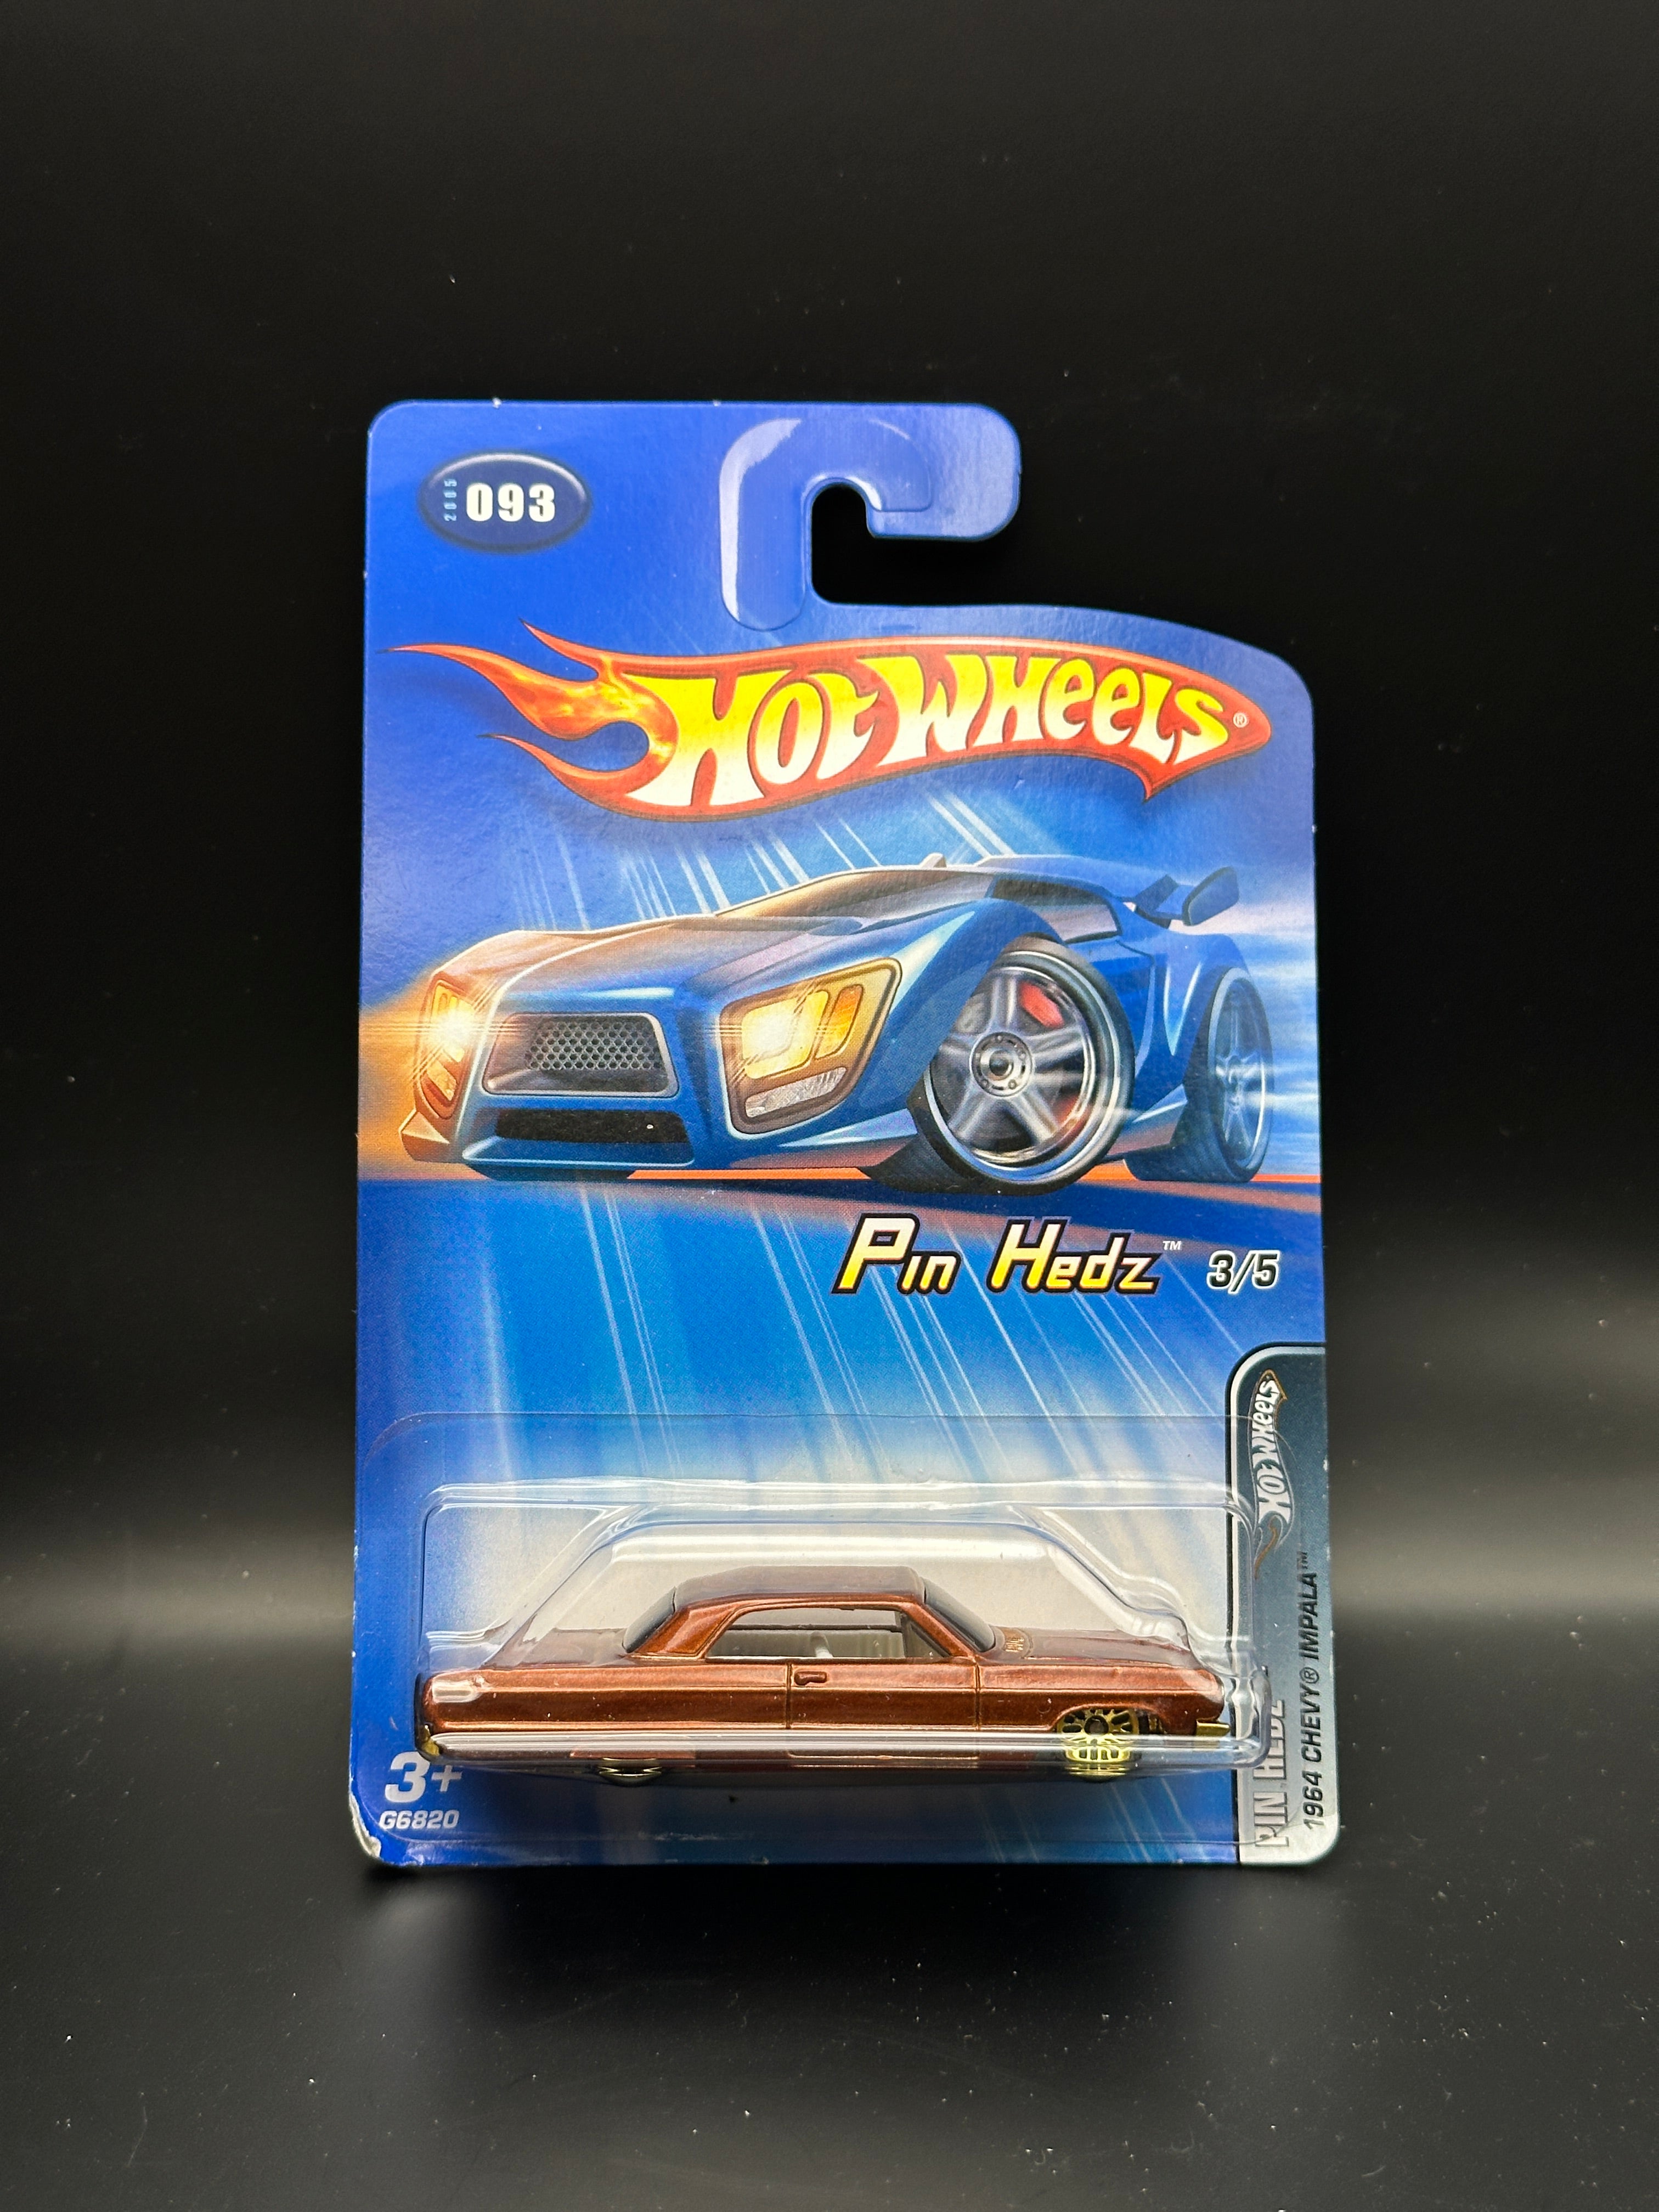 2005
093
HOT WHEELS®
Pin Hedz™ 3/5
HOT WHEELS
PIN HEDZ
1964 CHEVY® IMPALA™
3+
G6820